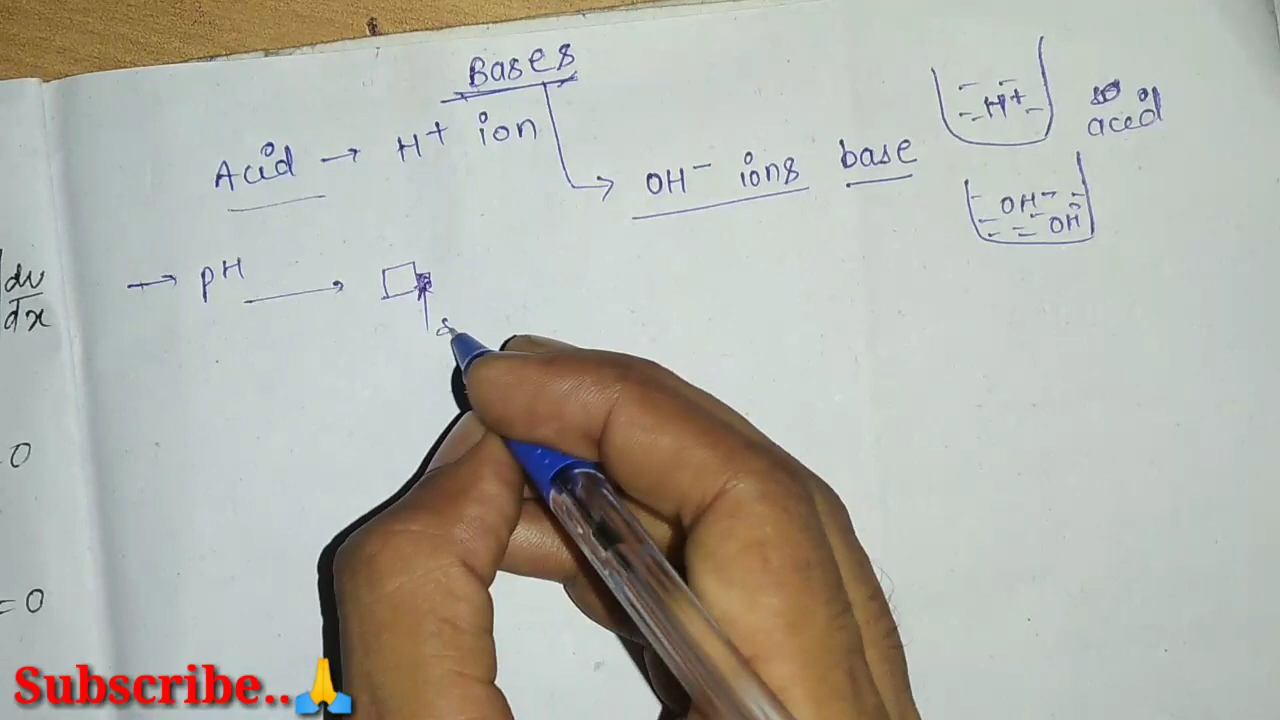 Bases
Acid → H+ ion
OH− ions base
H+
acid
OH−
OH
→ pH →
dv
dx
0
= 0
Subscribe..🙏